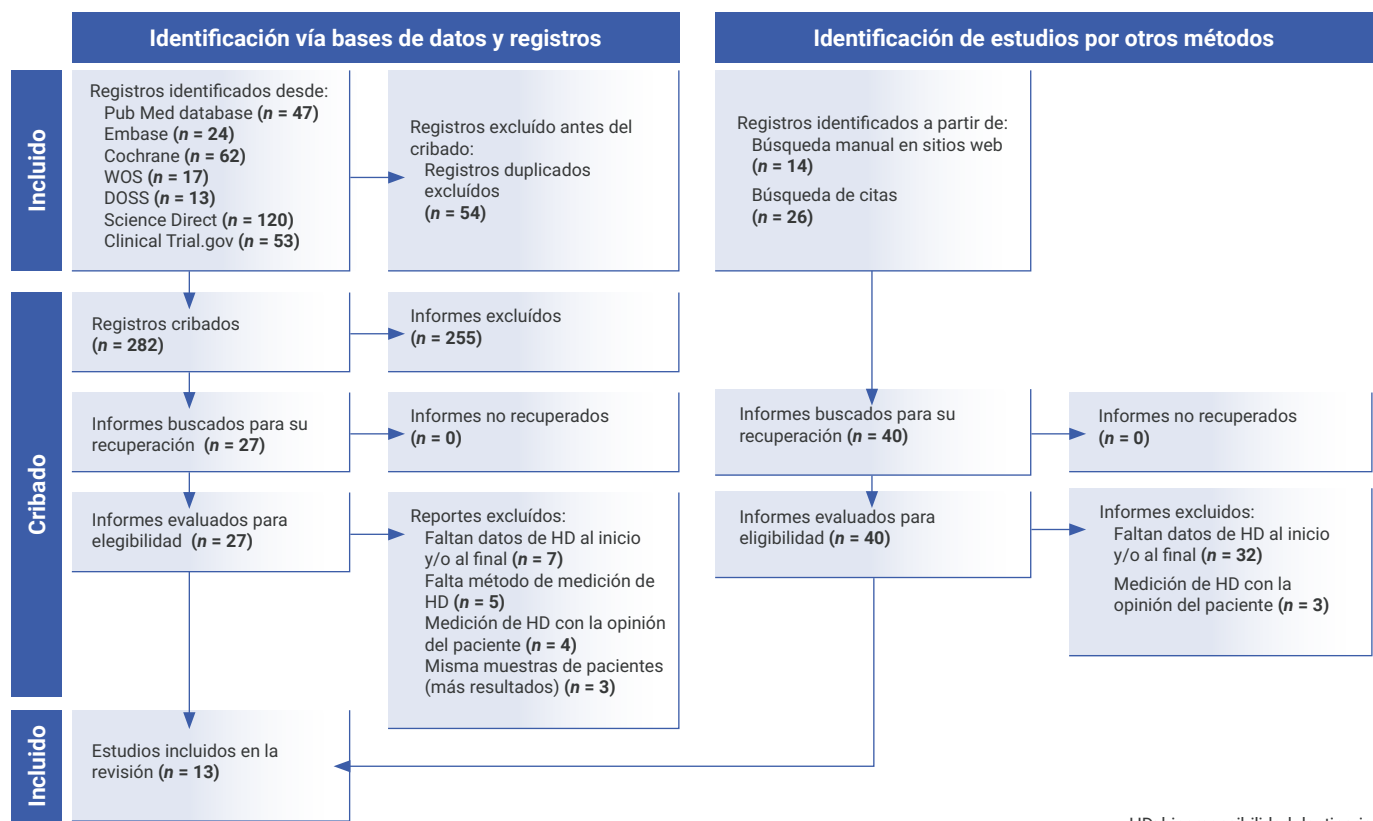 Identificación vía bases de datos y registros
Identificación de estudios por otros métodos
Incluido
Registros identificados desde:
Pub Med database (n = 47)
Embase (n = 24)
Cochrane (n = 62)
WOS (n = 17)
DOSS (n = 13)
Science Direct (n = 120)
Clinical Trial.gov (n = 53)
Registros excluído antes del
cribado:
Registros duplicados
excluídos
(n = 54)
Registros identificados a partir de:
Búsqueda manual en sitios web
(n = 14)
Búsqueda de citas
(n = 26)
Cribado
Registros cribados
(n = 282)
Informes excluídos
(n = 255)
Informes buscados para su
recuperación (n = 27)
Informes no recuperados
(n = 0)
Informes buscados para su
recuperación (n = 40)
Informes no recuperados
(n = 0)
Informes evaluados para
elegibilidad (n = 27)
Reportes excluídos:
Faltan datos de HD al inicio
y/o al final (n = 7)
Falta método de medición de
HD (n = 5)
Medición de HD con la opinión
del paciente (n = 4)
Misma muestras de pacientes
(más resultados) (n = 3)
Informes evaluados para
eligibilidad (n = 40)
Informes excluidos:
Faltan datos de HD al inicio
y/o al final (n = 32)
Medición de HD con la
opinión del paciente (n = 3)
Incluido
Estudios incluidos en la
revisión (n = 13)